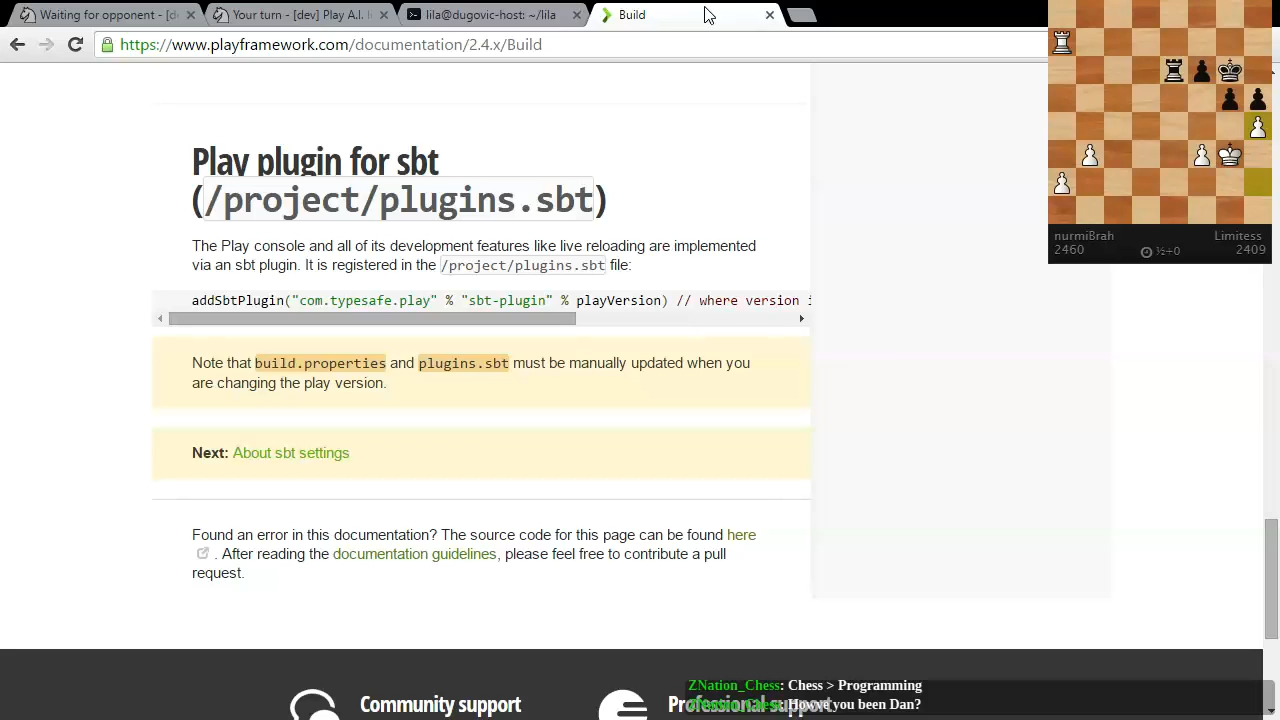 Waiting for opponent - [de
Your turn - [dev] Play A.I.
lila@dugovic-host: ~/lila
Build
https://www.playframework.com/documentation/2.4.x/Build
Play plugin for sbt
(/project/plugins.sbt)
The Play console and all of its development features like live reloading are implemented
via an sbt plugin. It is registered in the /project/plugins.sbt file:
addSbtPlugin("com.typesafe.play" % "sbt-plugin" % playVersion) // where version i
Note that build.properties and plugins.sbt must be manually updated when you
are changing the play version.
Next: About sbt settings
Found an error in this documentation? The source code for this page can be found here
. After reading the documentation guidelines, please feel free to contribute a pull
request.
nurmiBrah
2460
½+0
Limitess
2409
Community support
Professional support
ZNation_Chess: Chess > Programming
ZNation_Chess: How've you been Dan?